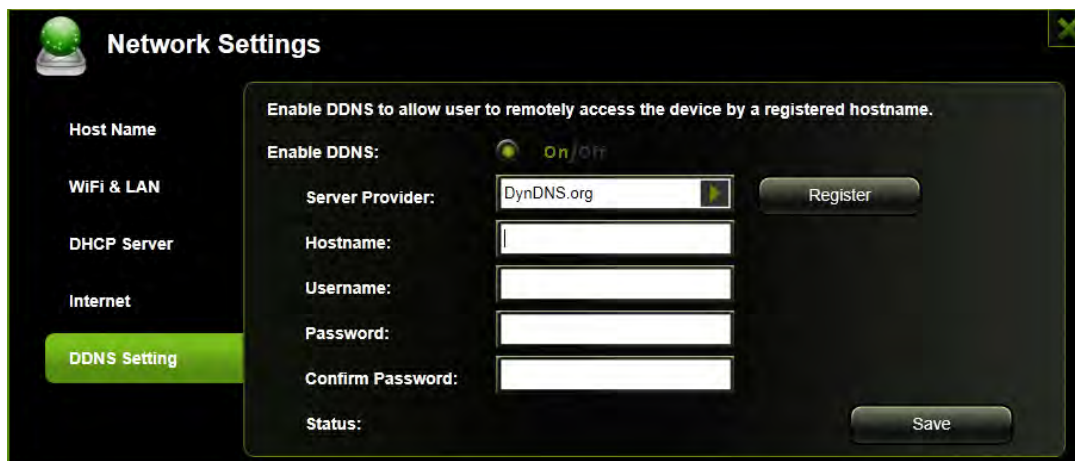 Network Settings
Host Name
WiFi & LAN
DHCP Server
Internet
DDNS Setting
Enable DDNS to allow user to remotely access the device by a registered hostname.
Enable DDNS: On/Off
Server Provider: DynDNS.org Register
Hostname:
Username:
Password:
Confirm Password:
Status: Save